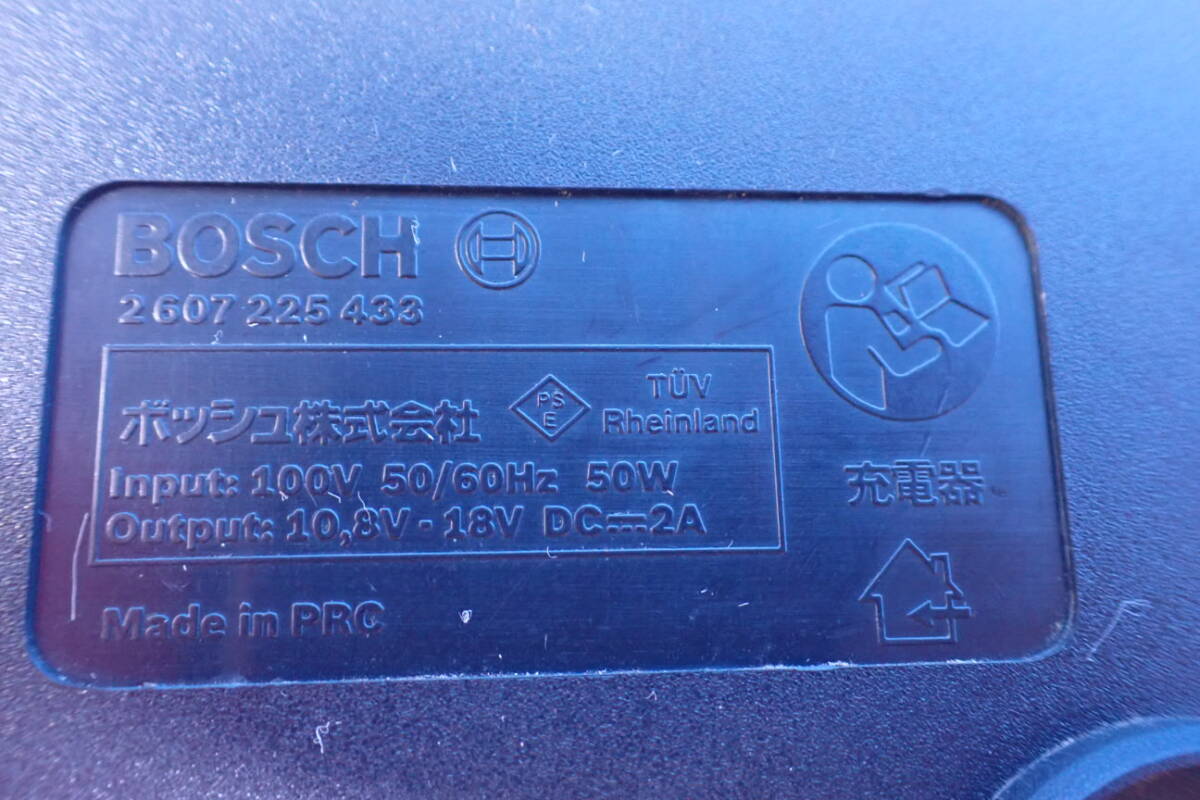 BOSCH
2 607 225 433
ボッシュ株式会社
PS
E
TÜV
Rheinland
Input: 100V 50/60Hz 50W
Output: 10,8V - 18V DC⎓2A
充電器
Made in PRC